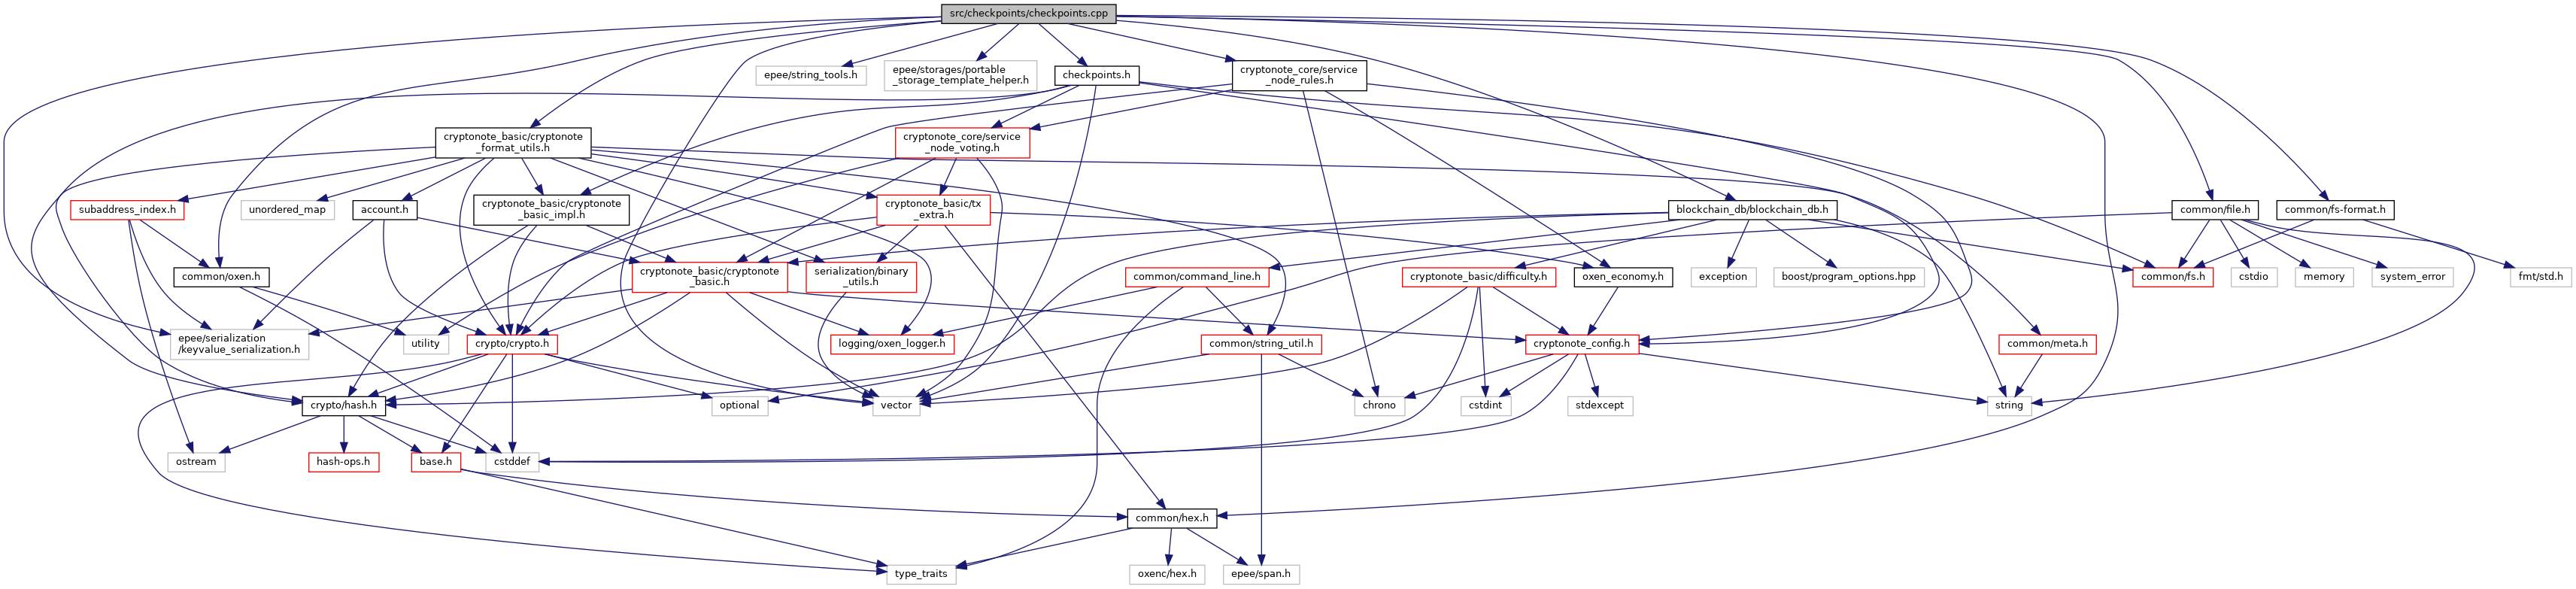 src/checkpoints/checkpoints.cpp
epee/string_tools.h
epee/storages/portable
_storage_template_helper.h
checkpoints.h
cryptonote_core/service
_node_rules.h
cryptonote_basic/cryptonote
_format_utils.h
cryptonote_core/service
_node_voting.h
subaddress_index.h
unordered_map
account.h
cryptonote_basic/cryptonote
_basic_impl.h
cryptonote_basic/tx
_extra.h
blockchain_db/blockchain_db.h
common/file.h
common/fs-format.h
common/oxen.h
cryptonote_basic/cryptonote
_basic.h
serialization/binary
_utils.h
common/command_line.h
cryptonote_basic/difficulty.h
oxen_economy.h
exception
boost/program_options.hpp
common/fs.h
cstdio
memory
system_error
fmt/std.h
epee/serialization
/keyvalue_serialization.h
utility
crypto/crypto.h
logging/oxen_logger.h
common/string_util.h
cryptonote_config.h
common/meta.h
crypto/hash.h
optional
vector
chrono
cstdint
stdexcept
string
ostream
hash-ops.h
base.h
cstddef
common/hex.h
type_traits
oxenc/hex.h
epee/span.h